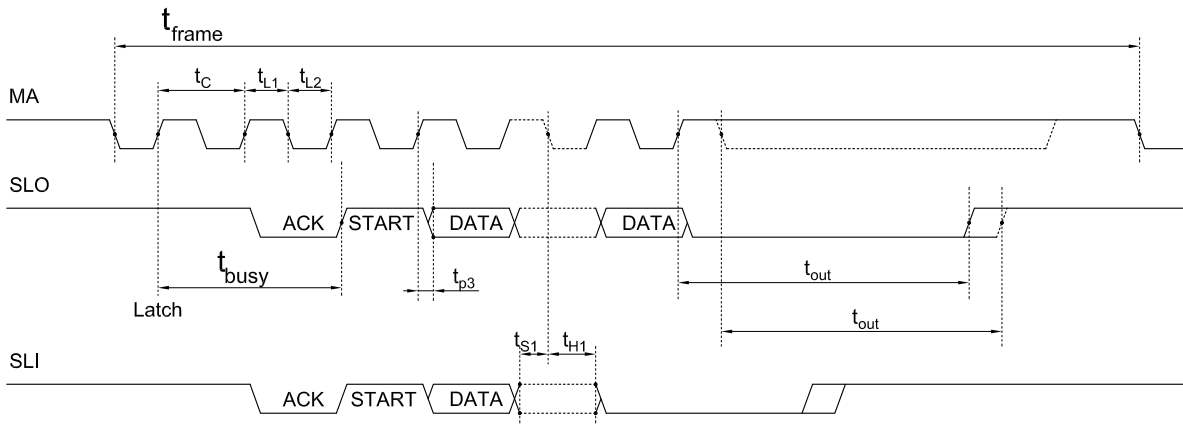 t_frame
t_C t_L1 t_L2
MA
SLO
ACK START DATA DATA
t_busy t_p3 t_out
Latch
t_out
t_S1 t_H1
SLI
ACK START DATA